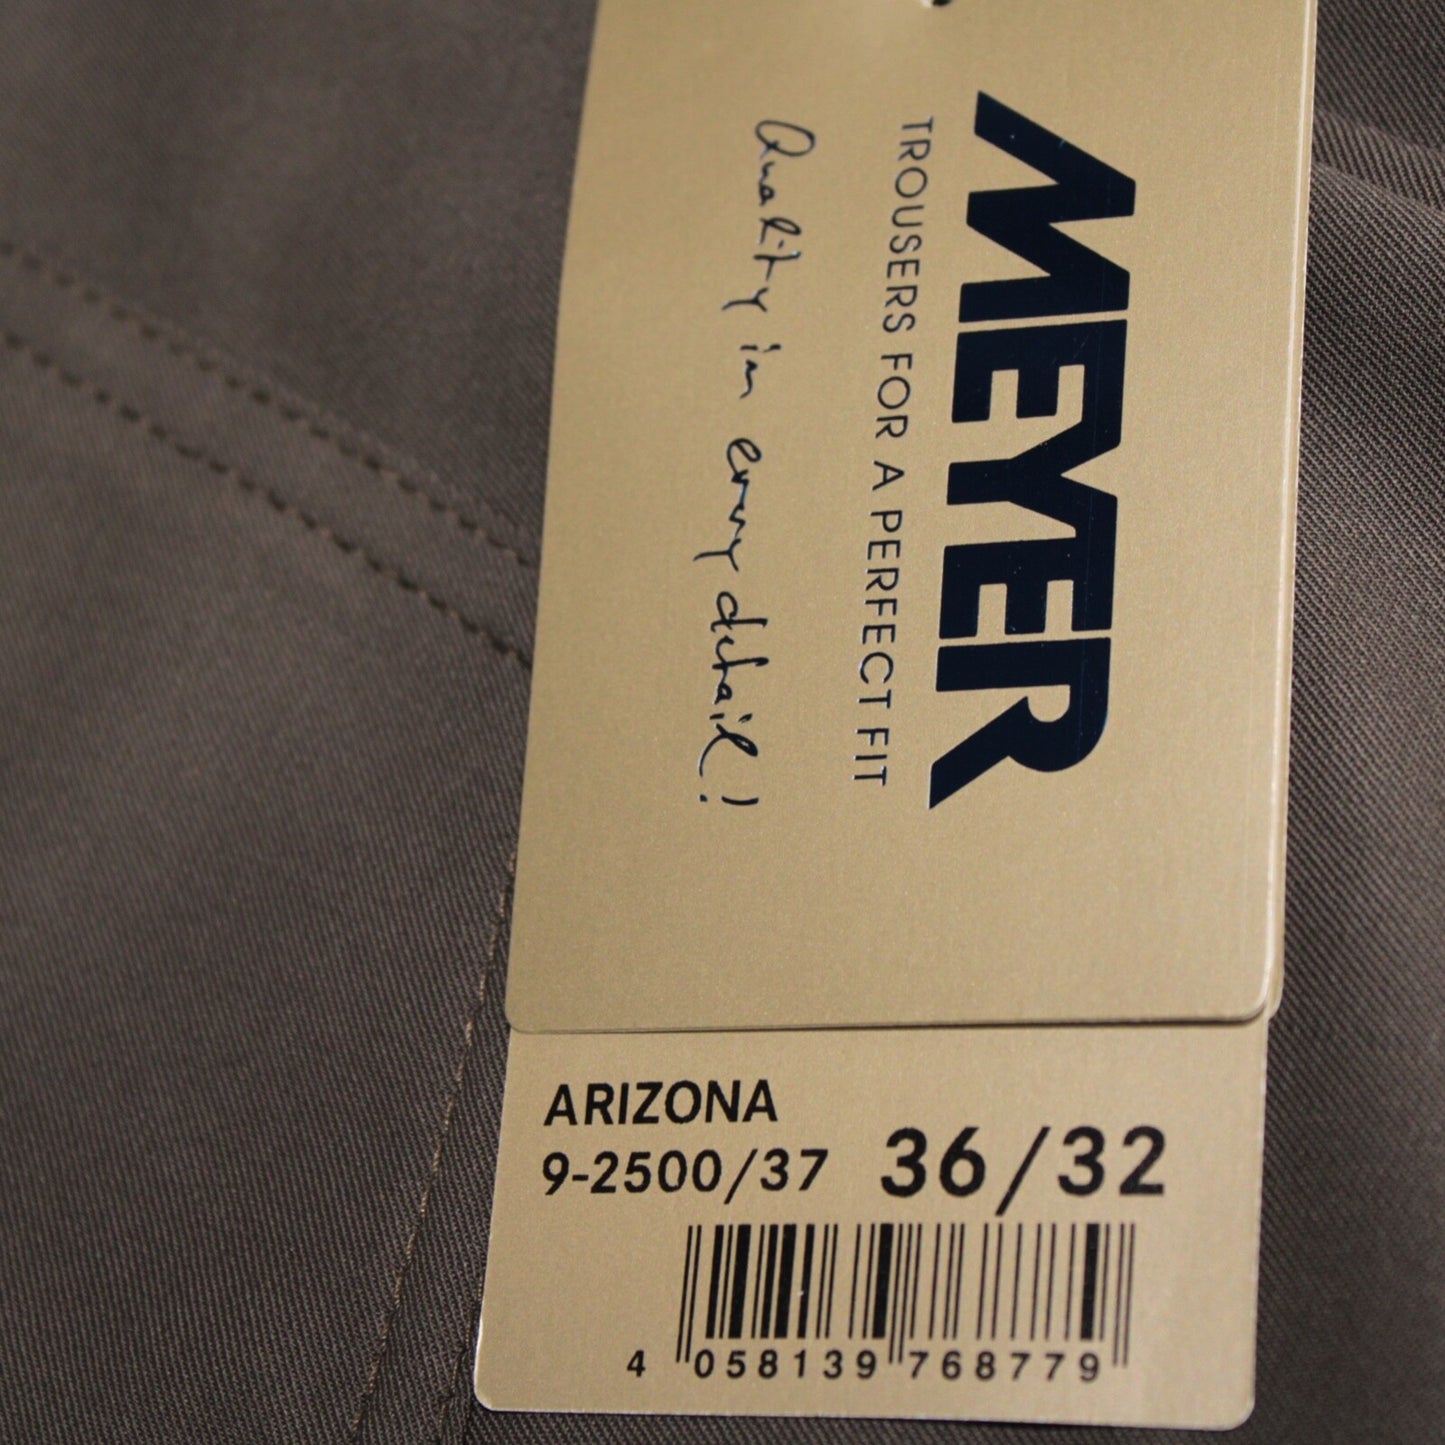 MEYER
TROUSERS FOR A PERFECT FIT
Quality in every detail!
ARIZONA
9-2500/37 36/32
4 058139 768779